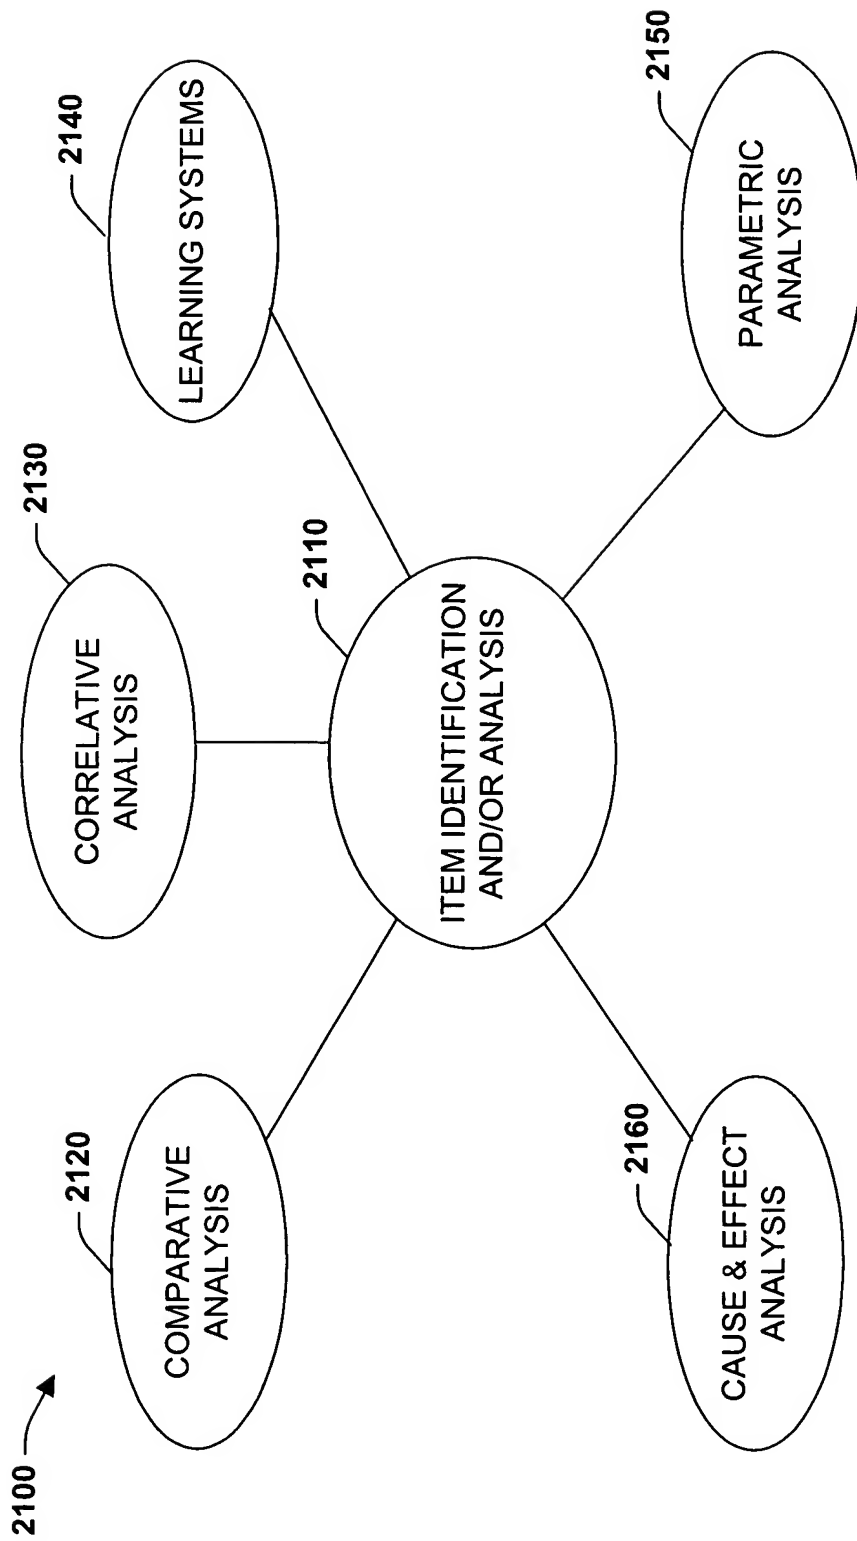 2100
2120
COMPARATIVE
ANALYSIS
2130
CORRELATIVE
ANALYSIS
2140
LEARNING SYSTEMS
2110
ITEM IDENTIFICATION
AND/OR ANALYSIS
2160
CAUSE & EFFECT
ANALYSIS
2150
PARAMETRIC
ANALYSIS